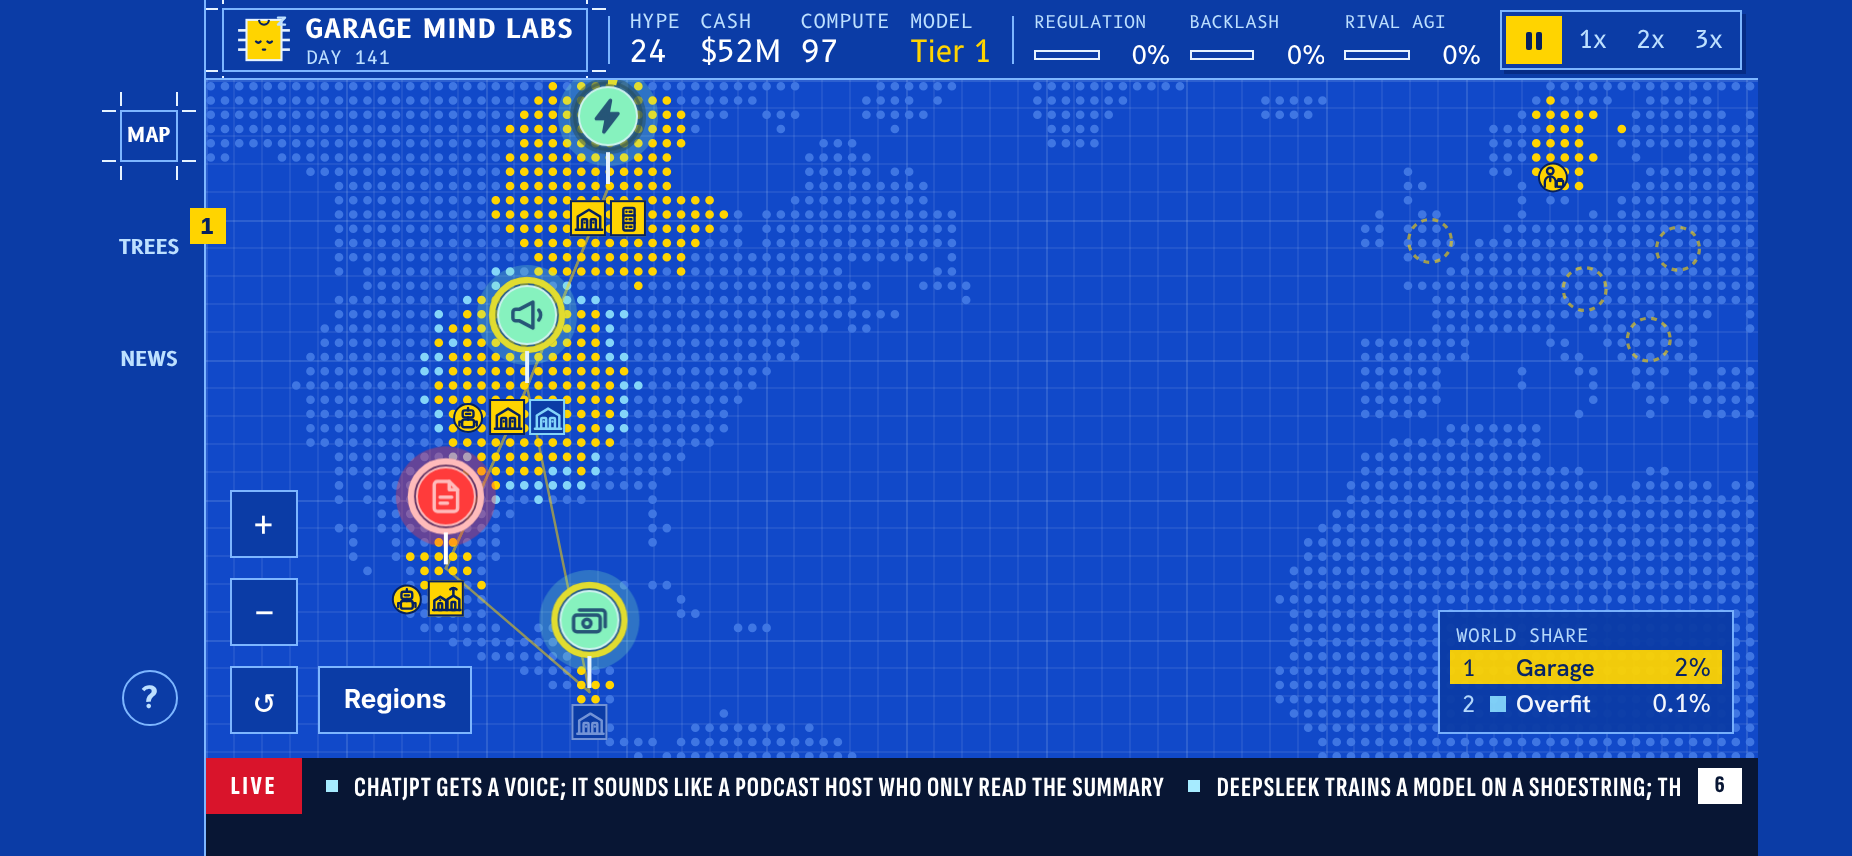 GARAGE MIND LABS
DAY 141
HYPE
24
CASH
$52M
COMPUTE
97
MODEL
Tier 1
REGULATION
0%
BACKLASH
0%
RIVAL AGI
0%
1x
2x
3x
MAP
1
TREES
NEWS
+
−
↺
Regions
?
WORLD SHARE
1 Garage 2%
2 Overfit 0.1%
LIVE
CHATJPT GETS A VOICE; IT SOUNDS LIKE A PODCAST HOST WHO ONLY READ THE SUMMARY
DEEPSLEEK TRAINS A MODEL ON A SHOESTRING; TH
6